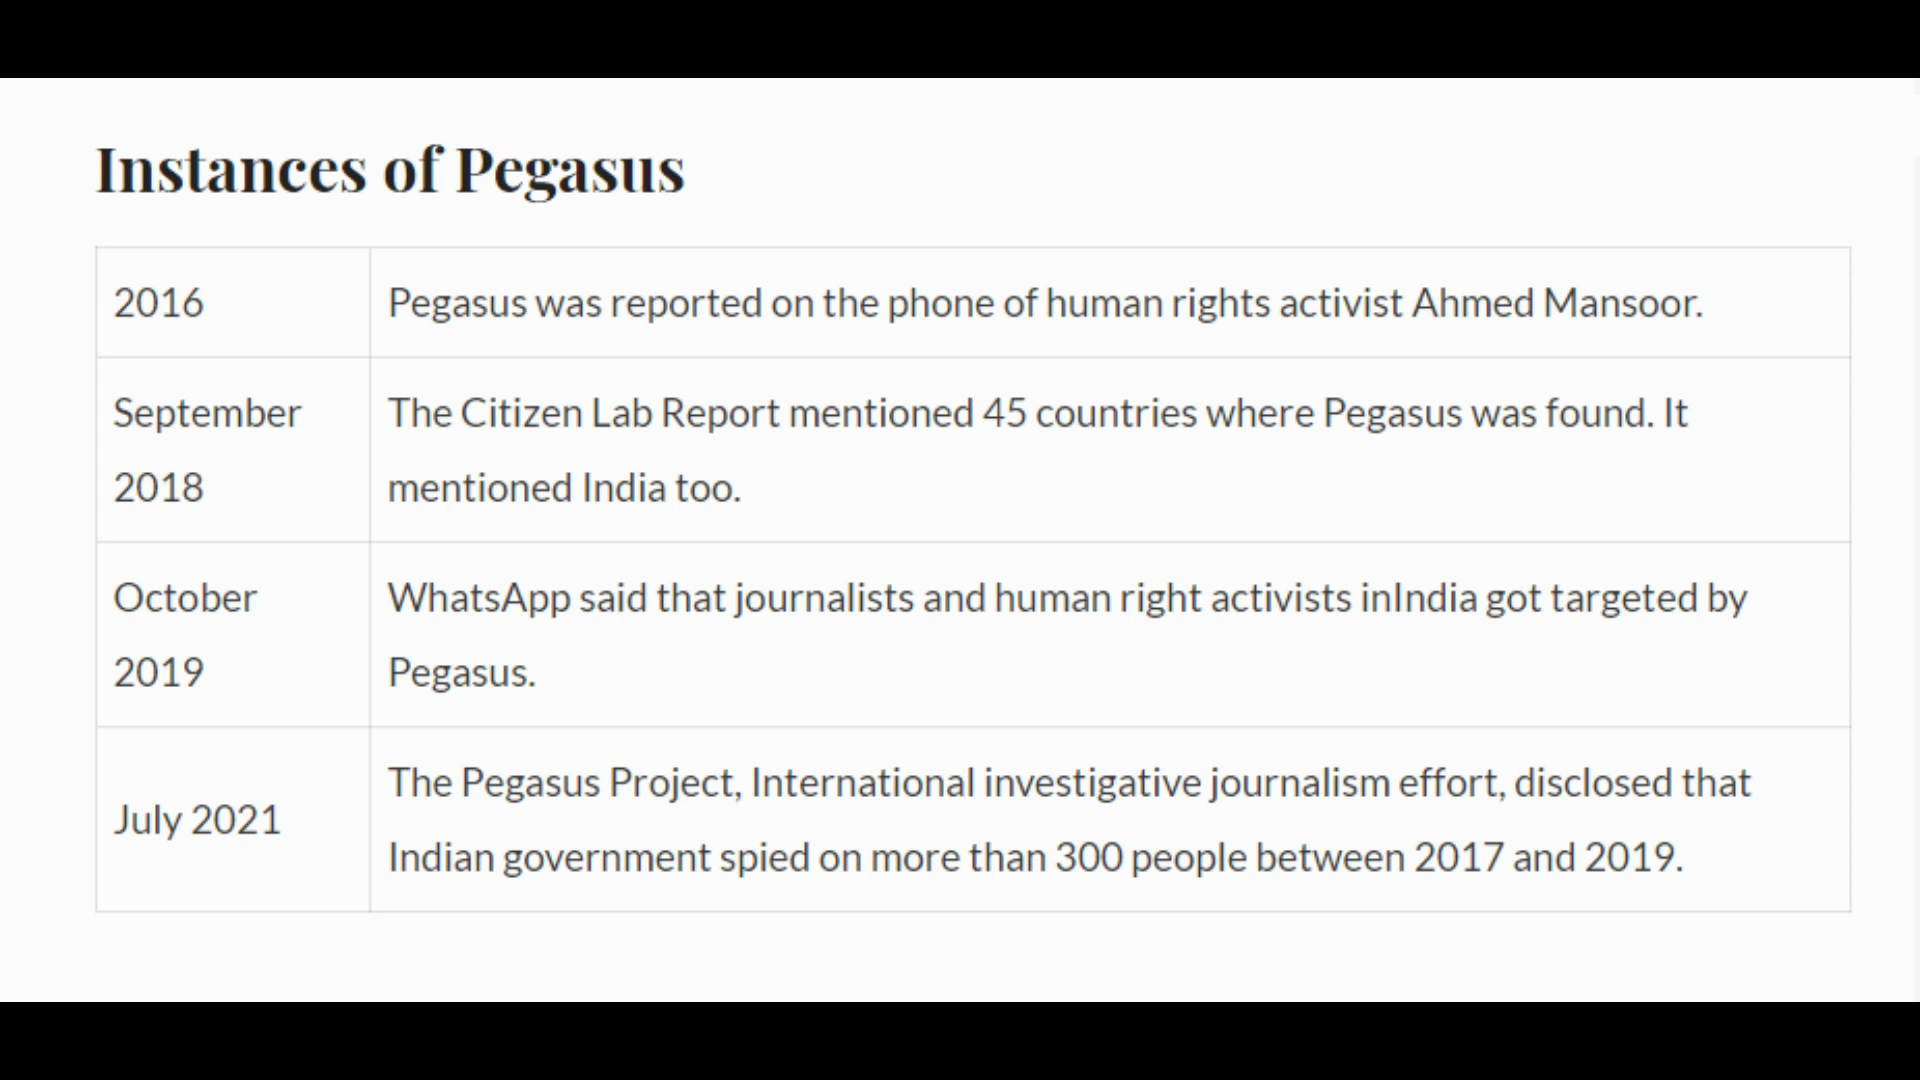 Instances of Pegasus
2016
Pegasus was reported on the phone of human rights activist Ahmed Mansoor.
September
2018
The Citizen Lab Report mentioned 45 countries where Pegasus was found. It
mentioned India too.
October
2019
WhatsApp said that journalists and human right activists inIndia got targeted by
Pegasus.
July 2021
The Pegasus Project, International investigative journalism effort, disclosed that
Indian government spied on more than 300 people between 2017 and 2019.